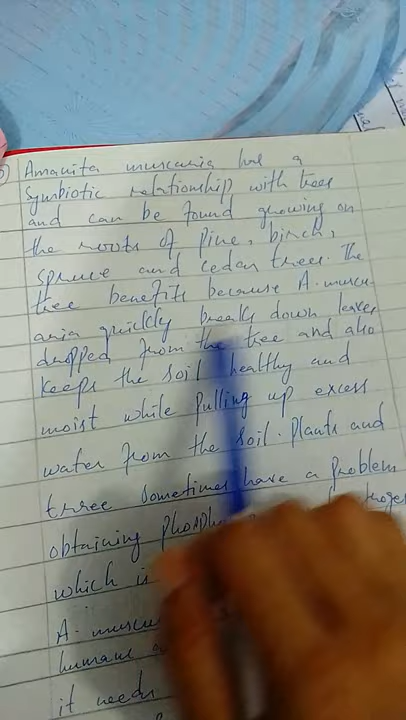 Amanita muscaria has a
Symbiotic relationship with trees
and can be found growing on
the roots of Pine, birch,
spruce and cedar trees. The
tree benefits because A. musc
aria quickly breaks down leaves
dropped from the tree and also
keeps the soil healthy and
moist while pulling up excess
water from the soil. Plants and
tree sometimes have a problem
obtaining
which is
A.
it needs